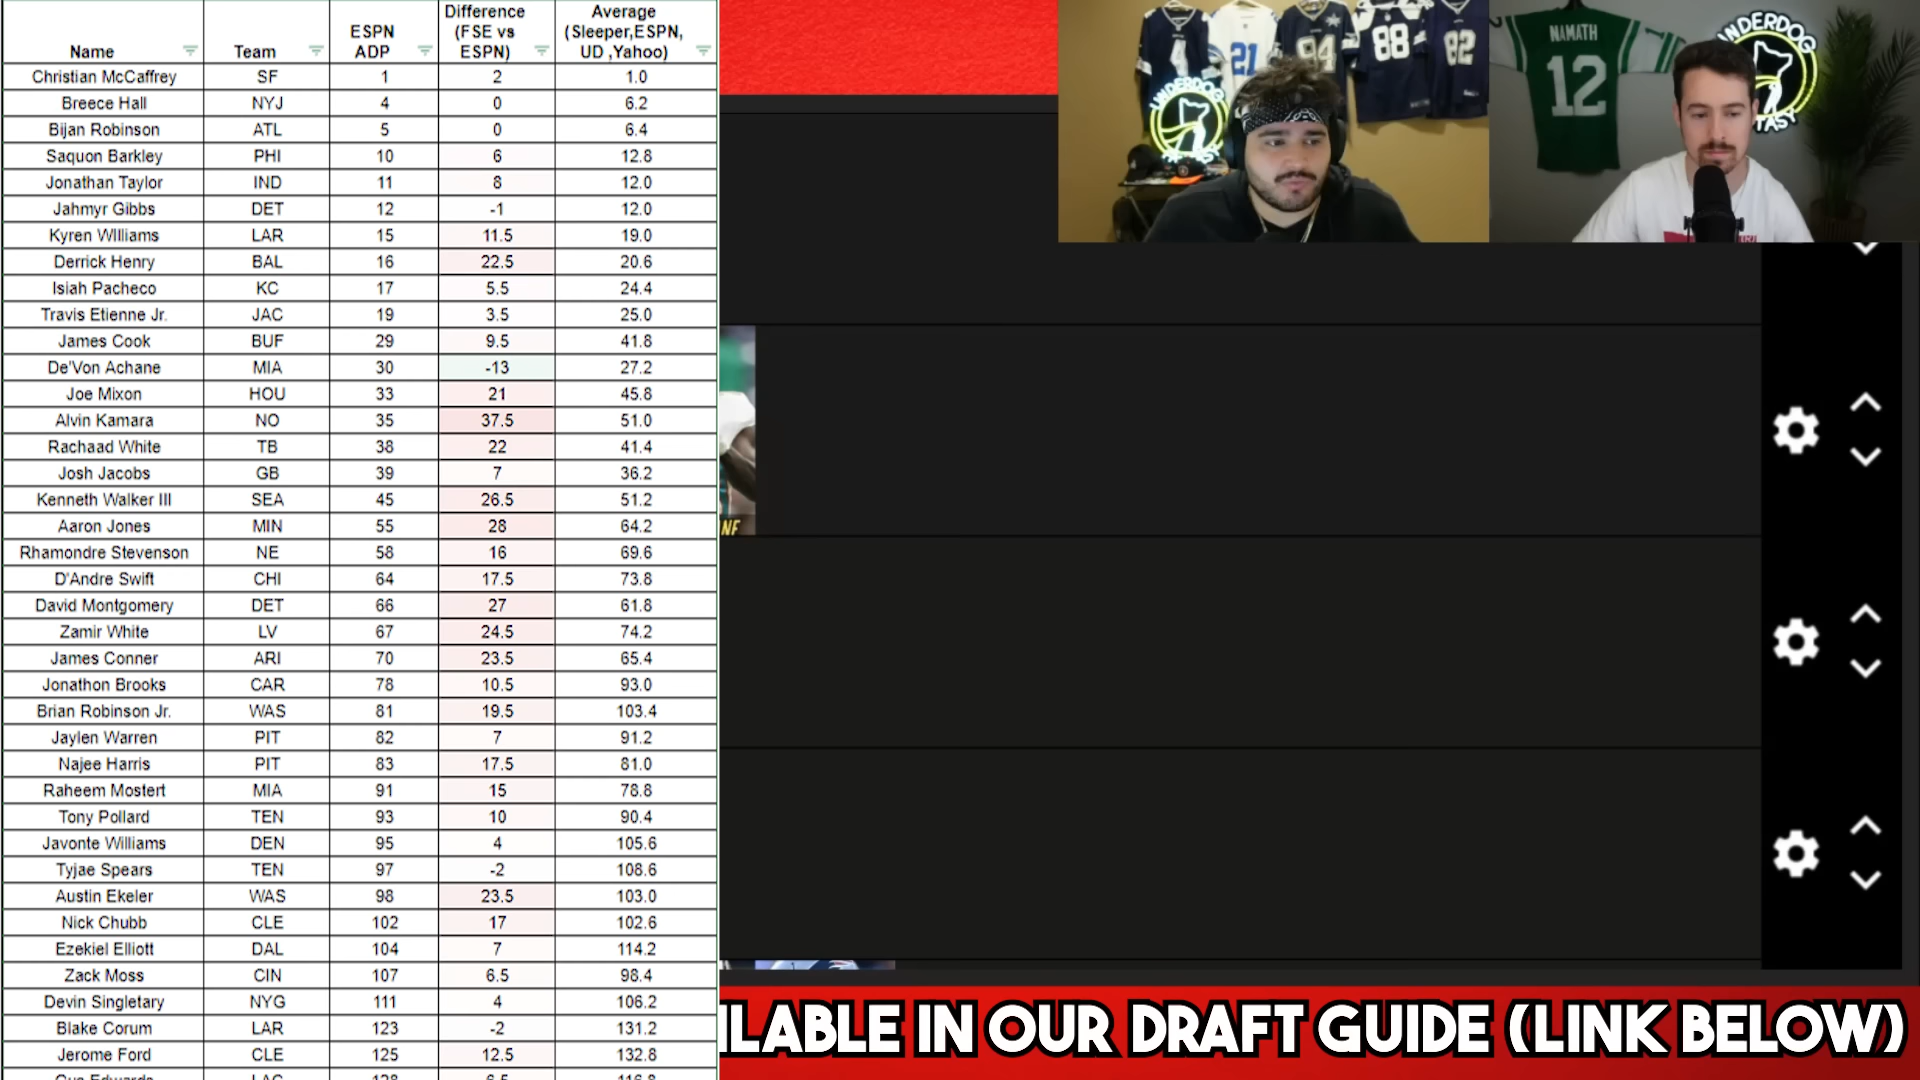 Name Team ESPN ADP Difference (FSE vs ESPN) Average (Sleeper,ESPN, UD ,Yahoo)
Christian McCaffrey SF 1 2 1.0
Breece Hall NYJ 4 0 6.2
Bijan Robinson ATL 5 0 6.4
Saquon Barkley PHI 10 6 12.8
Jonathan Taylor IND 11 8 12.0
Jahmyr Gibbs DET 12 -1 12.0
Kyren WIlliams LAR 15 11.5 19.0
Derrick Henry BAL 16 22.5 20.6
Isiah Pacheco KC 17 5.5 24.4
Travis Etienne Jr. JAC 19 3.5 25.0
James Cook BUF 29 9.5 41.8
De'Von Achane MIA 30 -13 27.2
Joe Mixon HOU 33 21 45.8
Alvin Kamara NO 35 37.5 51.0
Rachaad White TB 38 22 41.4
Josh Jacobs GB 39 7 36.2
Kenneth Walker III SEA 45 26.5 51.2
Aaron Jones MIN 55 28 64.2
Rhamondre Stevenson NE 58 16 69.6
D'Andre Swift CHI 64 17.5 73.8
David Montgomery DET 66 27 61.8
Zamir White LV 67 24.5 74.2
James Conner ARI 70 23.5 65.4
Jonathon Brooks CAR 78 10.5 93.0
Brian Robinson Jr. WAS 81 19.5 103.4
Jaylen Warren PIT 82 7 91.2
Najee Harris PIT 83 17.5 81.0
Raheem Mostert MIA 91 15 78.8
Tony Pollard TEN 93 10 90.4
Javonte Williams DEN 95 4 105.6
Tyjae Spears TEN 97 -2 108.6
Austin Ekeler WAS 98 23.5 103.0
Nick Chubb CLE 102 17 102.6
Ezekiel Elliott DAL 104 7 114.2
Zack Moss CIN 107 6.5 98.4
Devin Singletary NYG 111 4 106.2
Blake Corum LAR 123 -2 131.2
Jerome Ford CLE 125 12.5 132.8
4 21 84 88 82
UNDERDOG
NAMATH
12
UNDERDOG
ILABLE IN OUR DRAFT GUIDE (LINK BELOW)